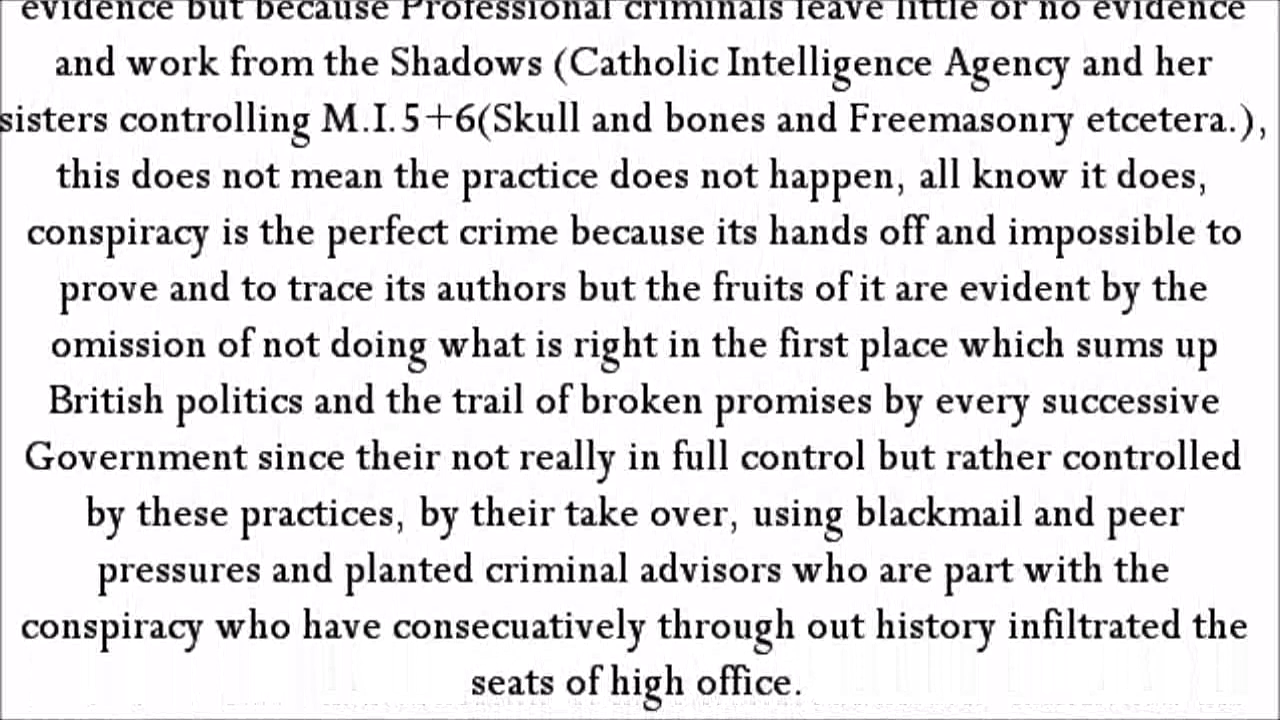 evidence but because Professional criminals leave little or no evidence
and work from the Shadows (Catholic Intelligence Agency and her
sisters controlling M.I.5+6(Skull and bones and Freemasonry etcetera.),
this does not mean the practice does not happen, all know it does,
conspiracy is the perfect crime because its hands off and impossible to
prove and to trace its authors but the fruits of it are evident by the
omission of not doing what is right in the first place which sums up
British politics and the trail of broken promises by every successive
Government since their not really in full control but rather controlled
by these practices, by their take over, using blackmail and peer
pressures and planted criminal advisors who are part with the
conspiracy who have consecuatively through out history infiltrated the
seats of high office.